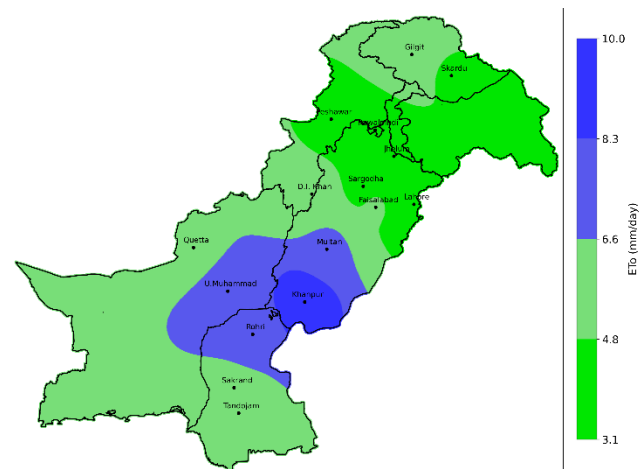 10.0
Gilgit
Skardu
8.3
Peshawar
Rawalpindi
Jhelum
Sargodha
D.I. Khan
Lahore
Faisalabad
6.6
Quetta
Multan
ETo (mm/day)
U.Muhammad
Khanpur
Rohri
4.8
Sakrand
Tandojam
3.1